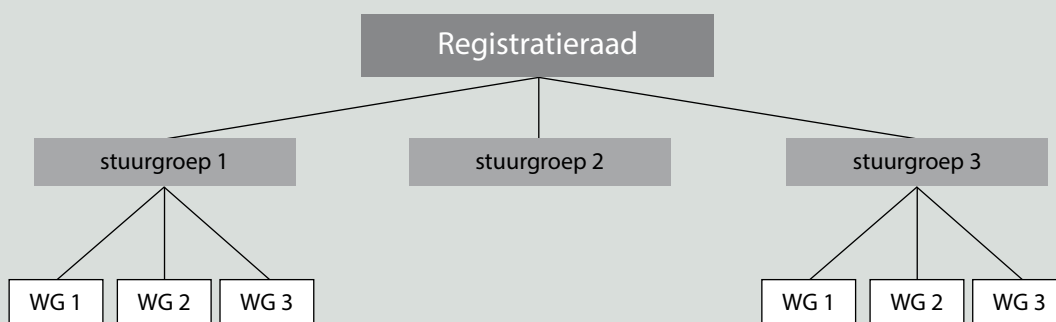 Registratieraad
stuurgroep 1
stuurgroep 2
stuurgroep 3
WG 1
WG 2
WG 3
WG 1
WG 2
WG 3